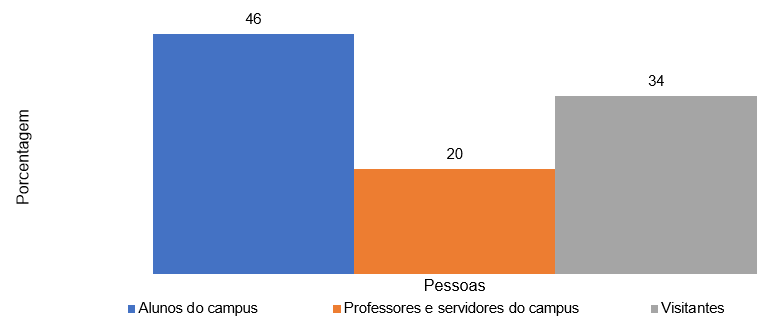 46
34
20
Porcentagem
Pessoas
Alunos do campus
Professores e servidores do campus
Visitantes